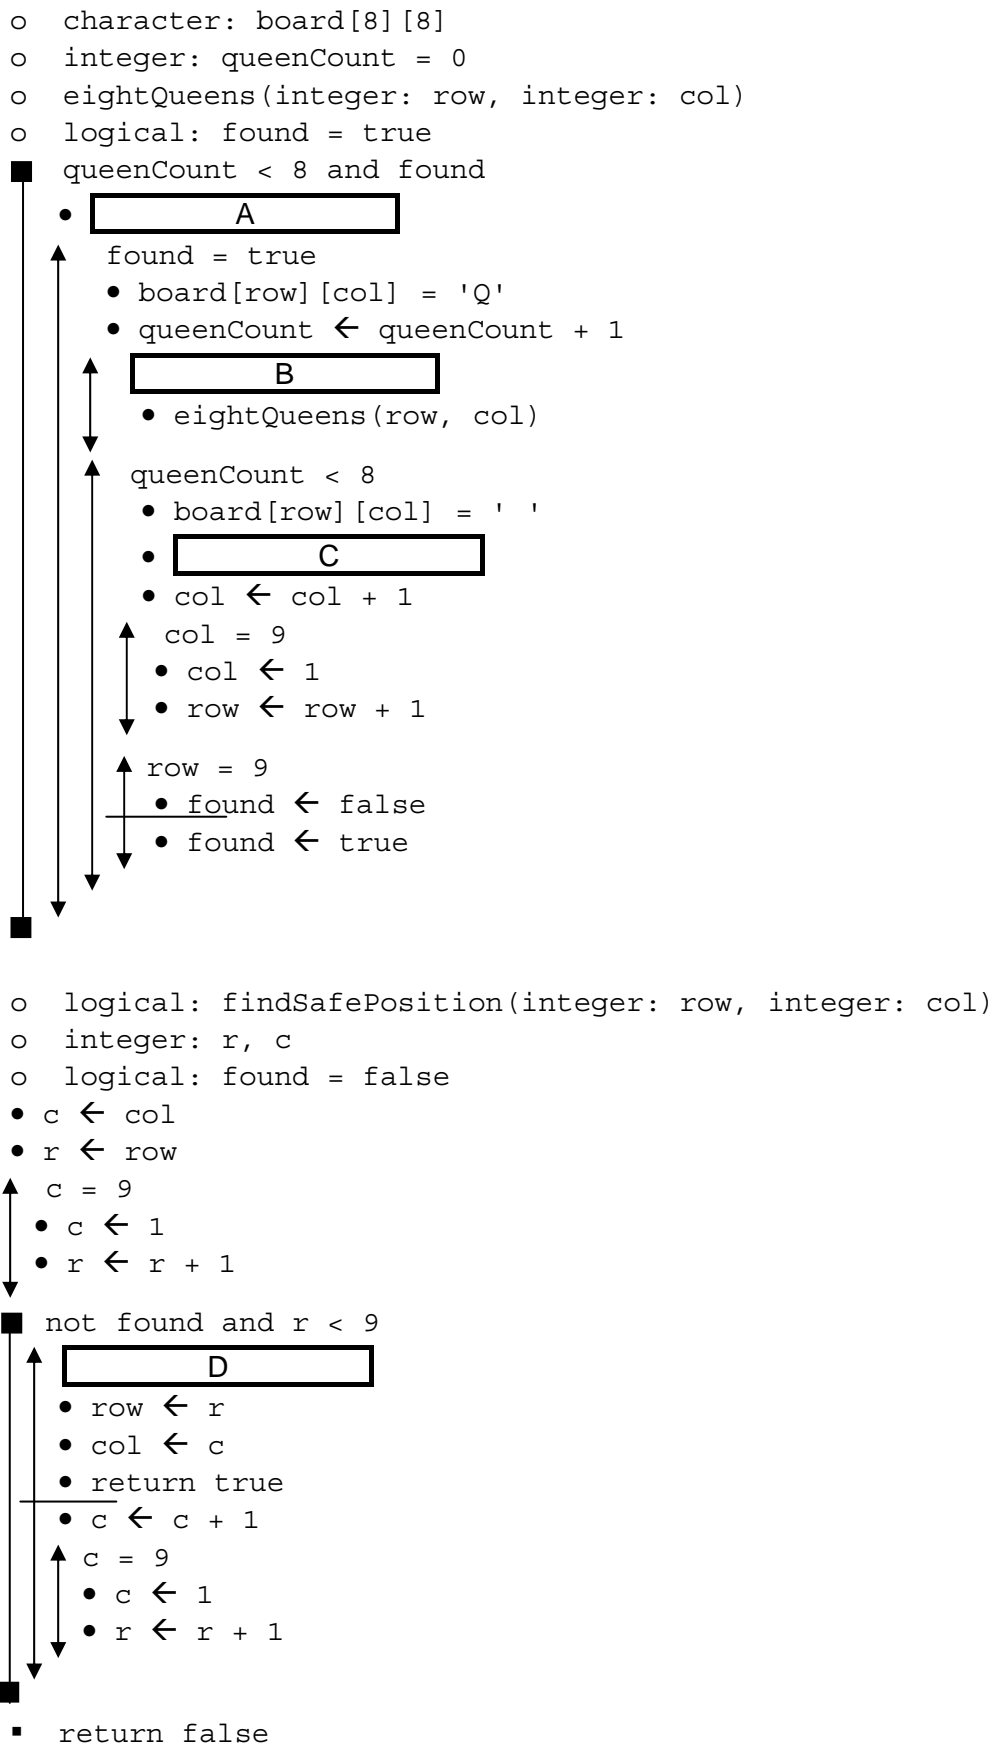 o character: board[8][8]
o integer: queenCount = 0
o eightQueens(integer: row, integer: col)
o logical: found = true
■ queenCount < 8 and found
• A
found = true
• board[row][col] = 'Q'
• queenCount ← queenCount + 1
B
• eightQueens(row, col)
queenCount < 8
• board[row][col] = ' '
• C
• col ← col + 1
col = 9
• col ← 1
• row ← row + 1
row = 9
• found ← false
• found ← true
o logical: findSafePosition(integer: row, integer: col)
o integer: r, c
o logical: found = false
• c ← col
• r ← row
c = 9
• c ← 1
• r ← r + 1
■ not found and r < 9
D
• row ← r
• col ← c
• return true
• c ← c + 1
c = 9
• c ← 1
• r ← r + 1
▪ return false